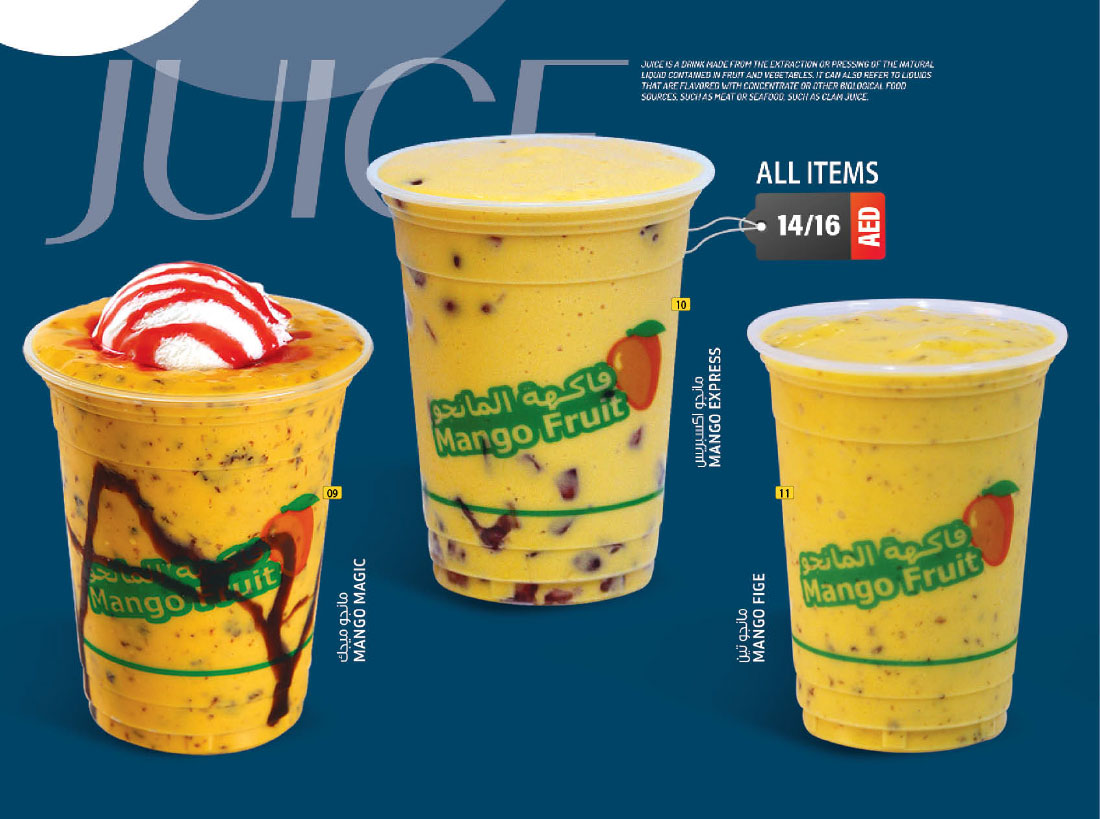 JUICE
JUICE IS A DRINK MADE FROM THE EXTRACTION OR PRESSING OF THE NATURAL
LIQUID CONTAINED IN FRUIT AND VEGETABLES. IT CAN ALSO REFER TO LIQUIDS
THAT ARE FLAVORED WITH CONCENTRATE OR OTHER BIOLOGICAL FOOD
SOURCES, SUCH AS MEAT OR SEAFOOD, SUCH AS CLAM JUICE.
ALL ITEMS
14/16 AED
10
مانجو اكسبريس
MANGO EXPRESS
فاكهة المانجو
Mango Fruit
09
مانجو ميجك
MANGO MAGIC
فاكهة المانجو
Mango Fruit
11
مانجو تين
MANGO FIGE
فاكهة المانجو
Mango Fruit